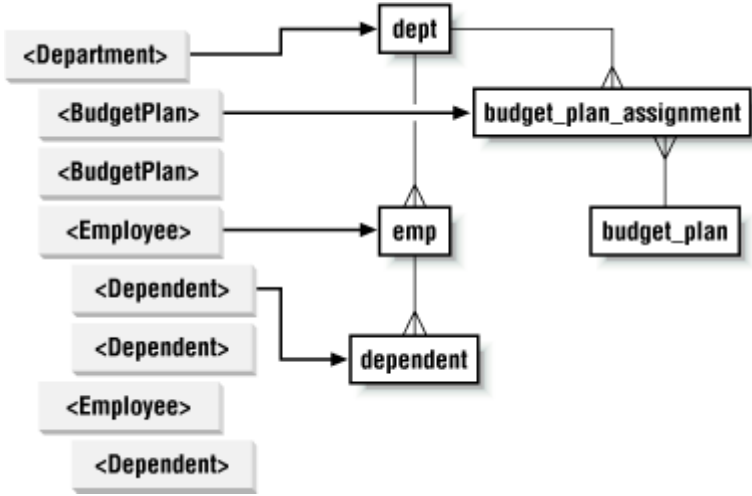 <Department>
<BudgetPlan>
<BudgetPlan>
<Employee>
<Dependent>
<Dependent>
<Employee>
<Dependent>
dept
budget_plan_assignment
emp
budget_plan
dependent